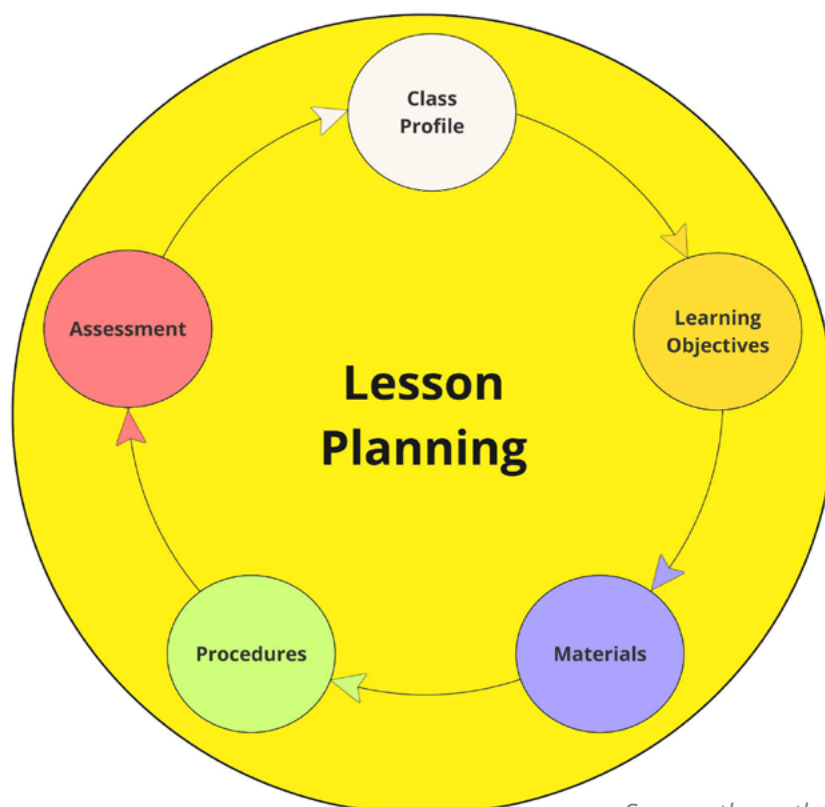 Class
Profile
Learning
Objectives
Materials
Procedures
Assessment
Lesson
Planning